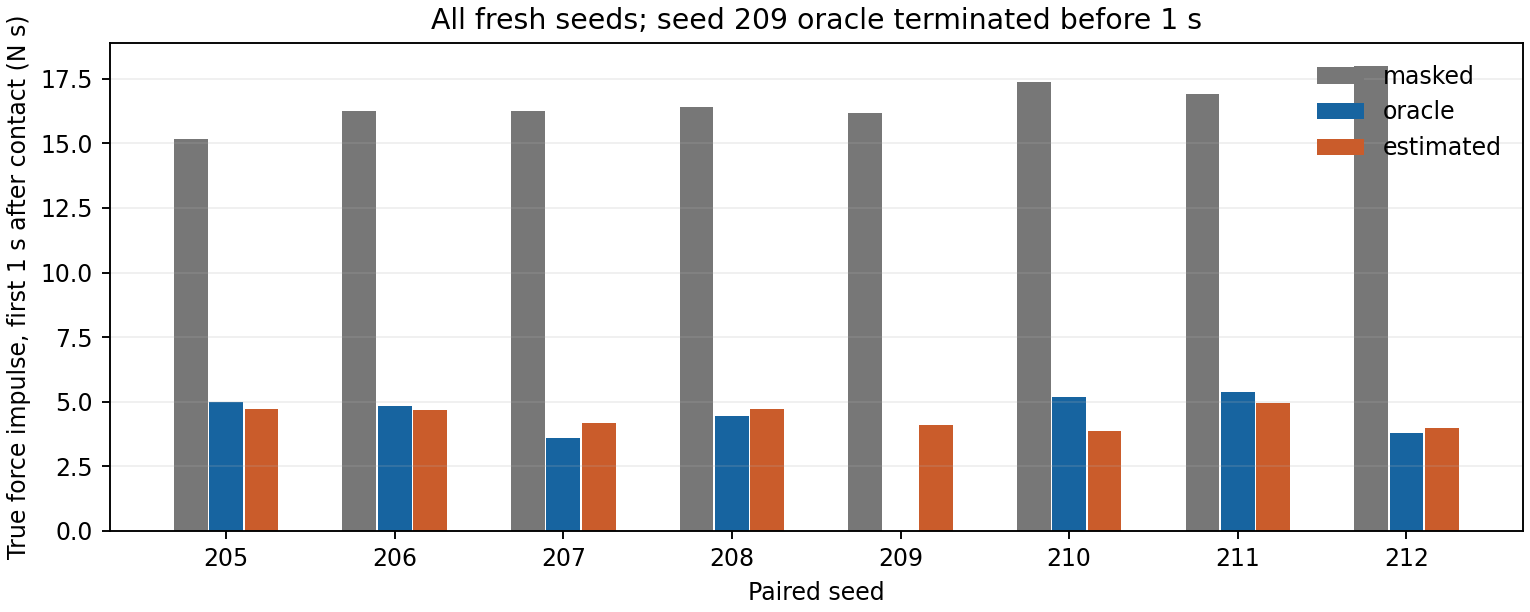 All fresh seeds; seed 209 oracle terminated before 1 s
True force impulse, first 1 s after contact (N s)
17.5
15.0
12.5
10.0
7.5
5.0
2.5
0.0
masked
oracle
estimated
205 206 207 208 209 210 211 212
Paired seed